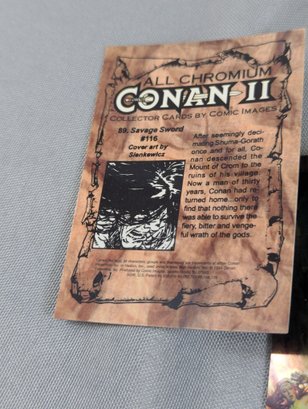 ALL CHROMIUM
CONAN-II
COLLECTOR CARDS BY COMIC IMAGES
89. Savage Sword
#116
Cover art by
Sienkiewicz
After seemingly deci-
mating Shuma-Gorath
once and for all, Co-
nan descended the
Mount of Crom to the
ruins of his village.
Now a man of thirty
years, Conan had re-
turned home...only to
find that nothing there
was able to survive the
fiery, bitter and venge-
ful wrath of the gods.